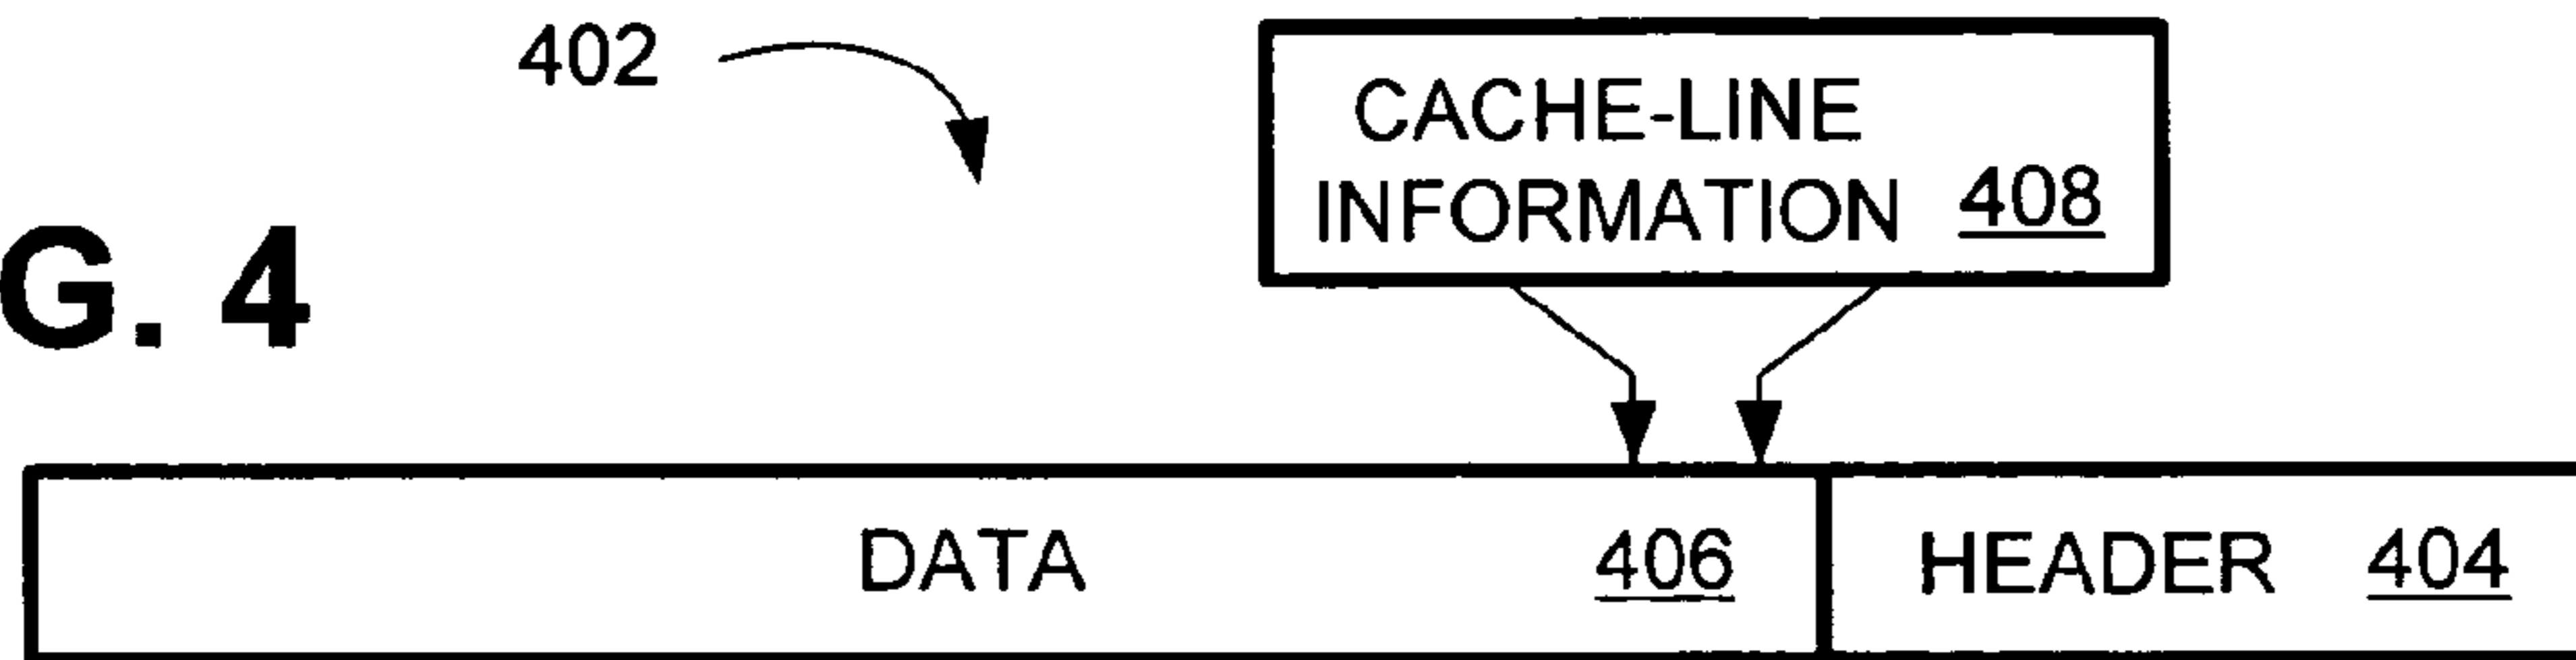 402
CACHE-LINE
INFORMATION 408
G. 4
DATA 406 HEADER 404